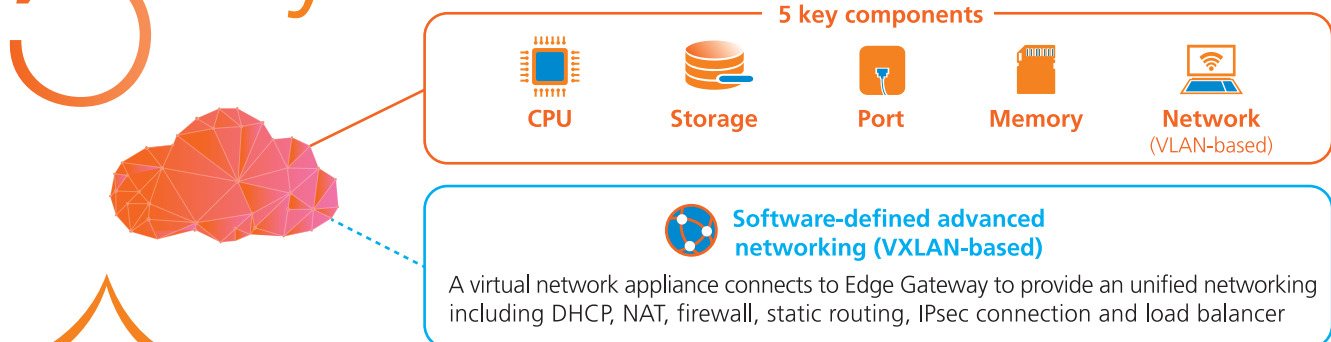 5 key components
CPU
Storage
Port
Memory
Network
(VLAN-based)
Software-defined advanced
networking (VXLAN-based)
A virtual network appliance connects to Edge Gateway to provide an unified networking
including DHCP, NAT, firewall, static routing, IPsec connection and load balancer